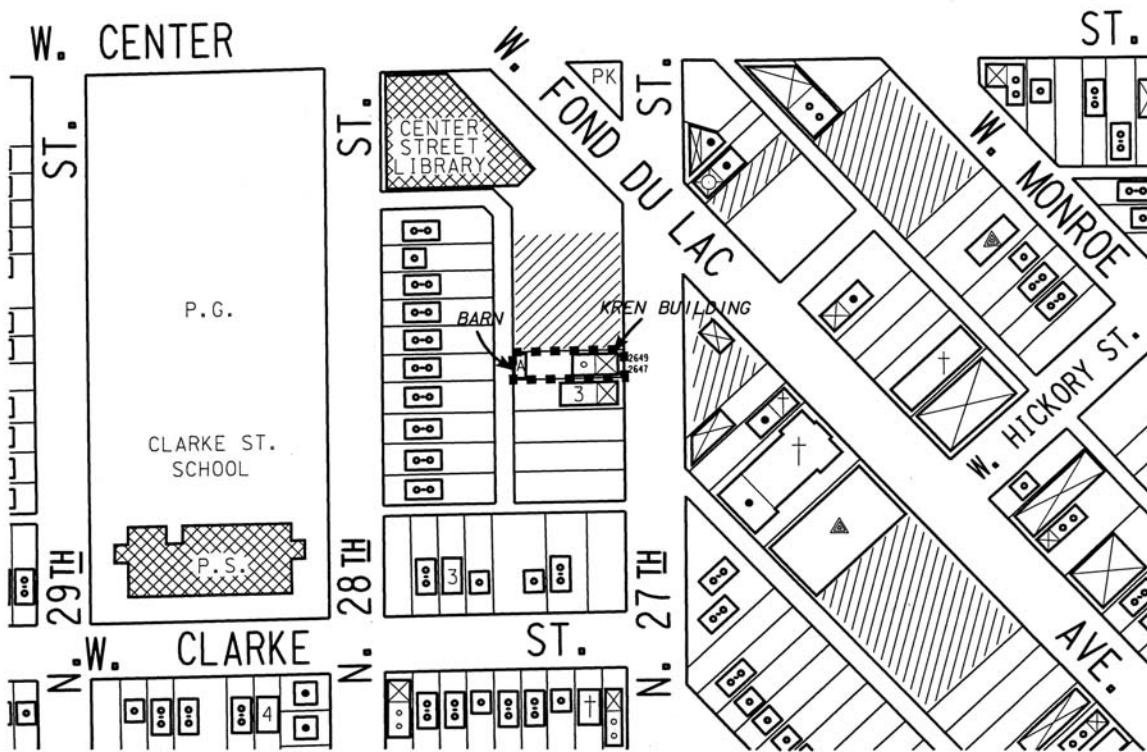 W. CENTER ST.
W. FOND DU LAC AVE.
PK
N. 29TH ST.
N. 28TH ST.
N. 27TH ST.
CENTER
STREET
LIBRARY
W. MONROE
P.G.
BARN
KREN BUILDING
A
2649
2647
3
CLARKE ST.
SCHOOL
W. HICKORY ST.
P.S.
3
W. CLARKE ST.
4